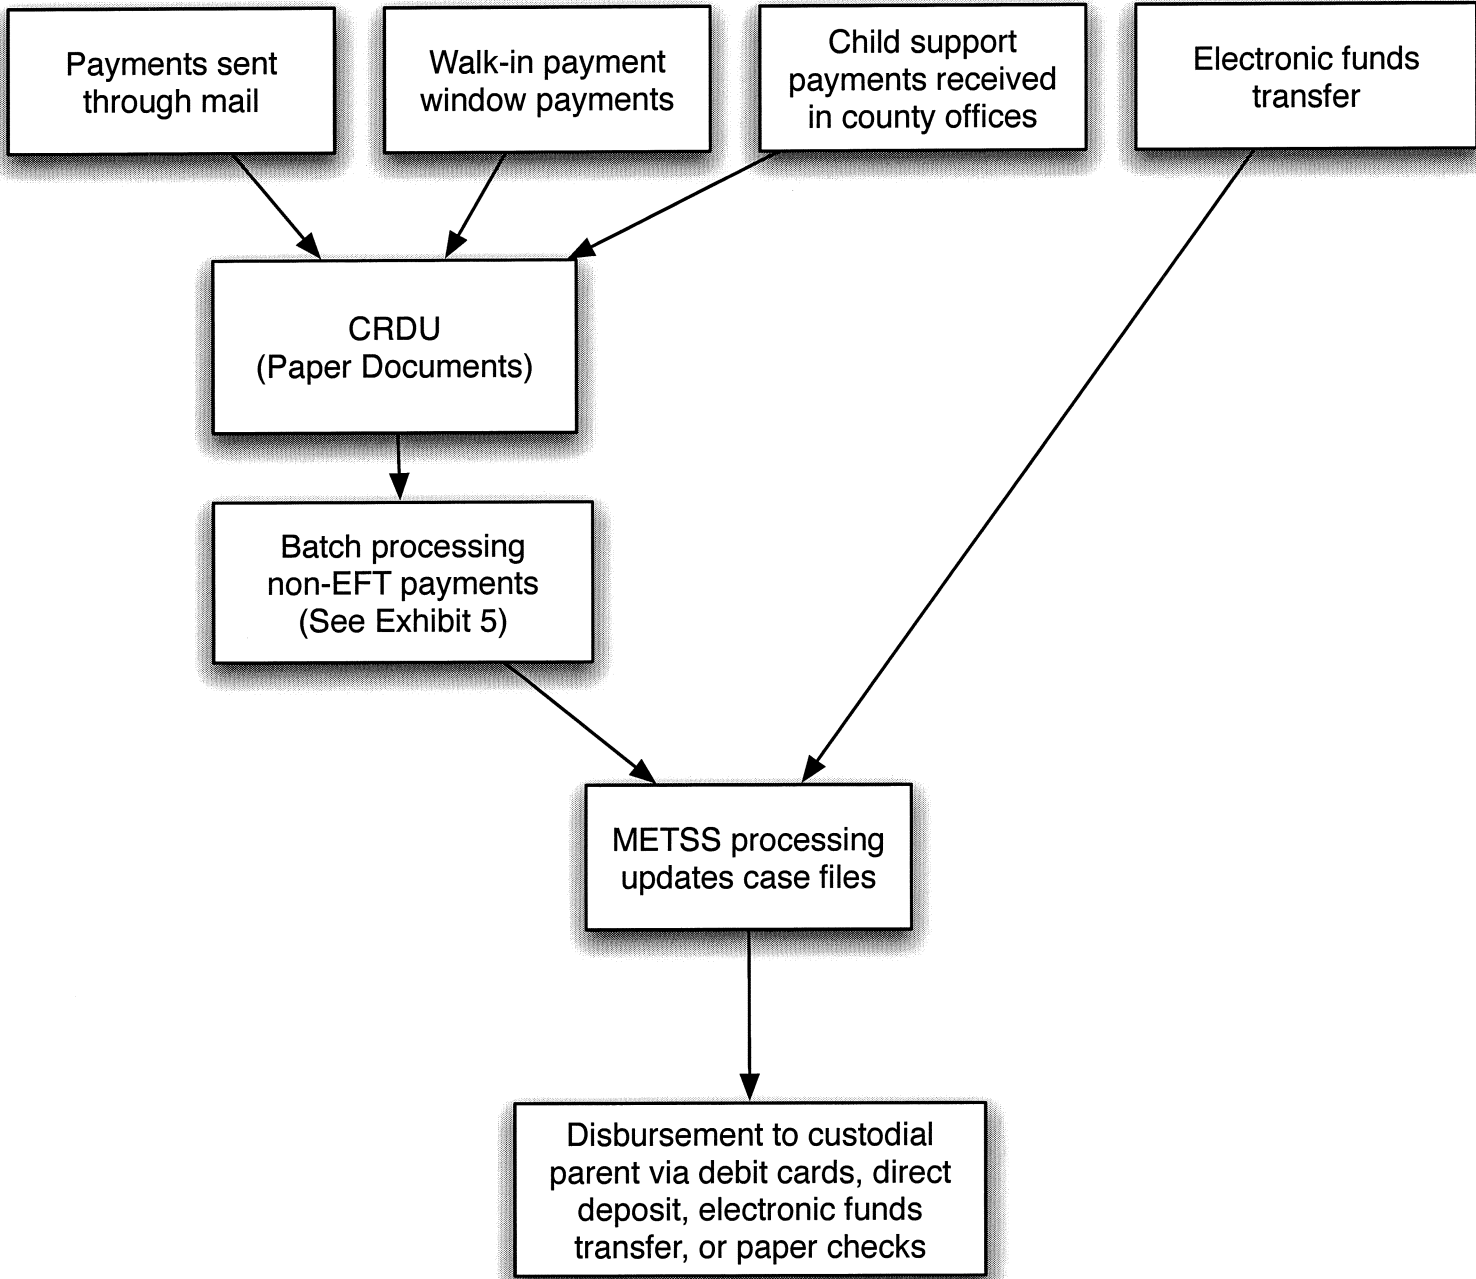 Payments sent
through mail
Walk-in payment
window payments
Child support
payments received
in county offices
Electronic funds
transfer
CRDU
(Paper Documents)
Batch processing
non-EFT payments
(See Exhibit 5)
METSS processing
updates case files
Disbursement to custodial
parent via debit cards, direct
deposit, electronic funds
transfer, or paper checks